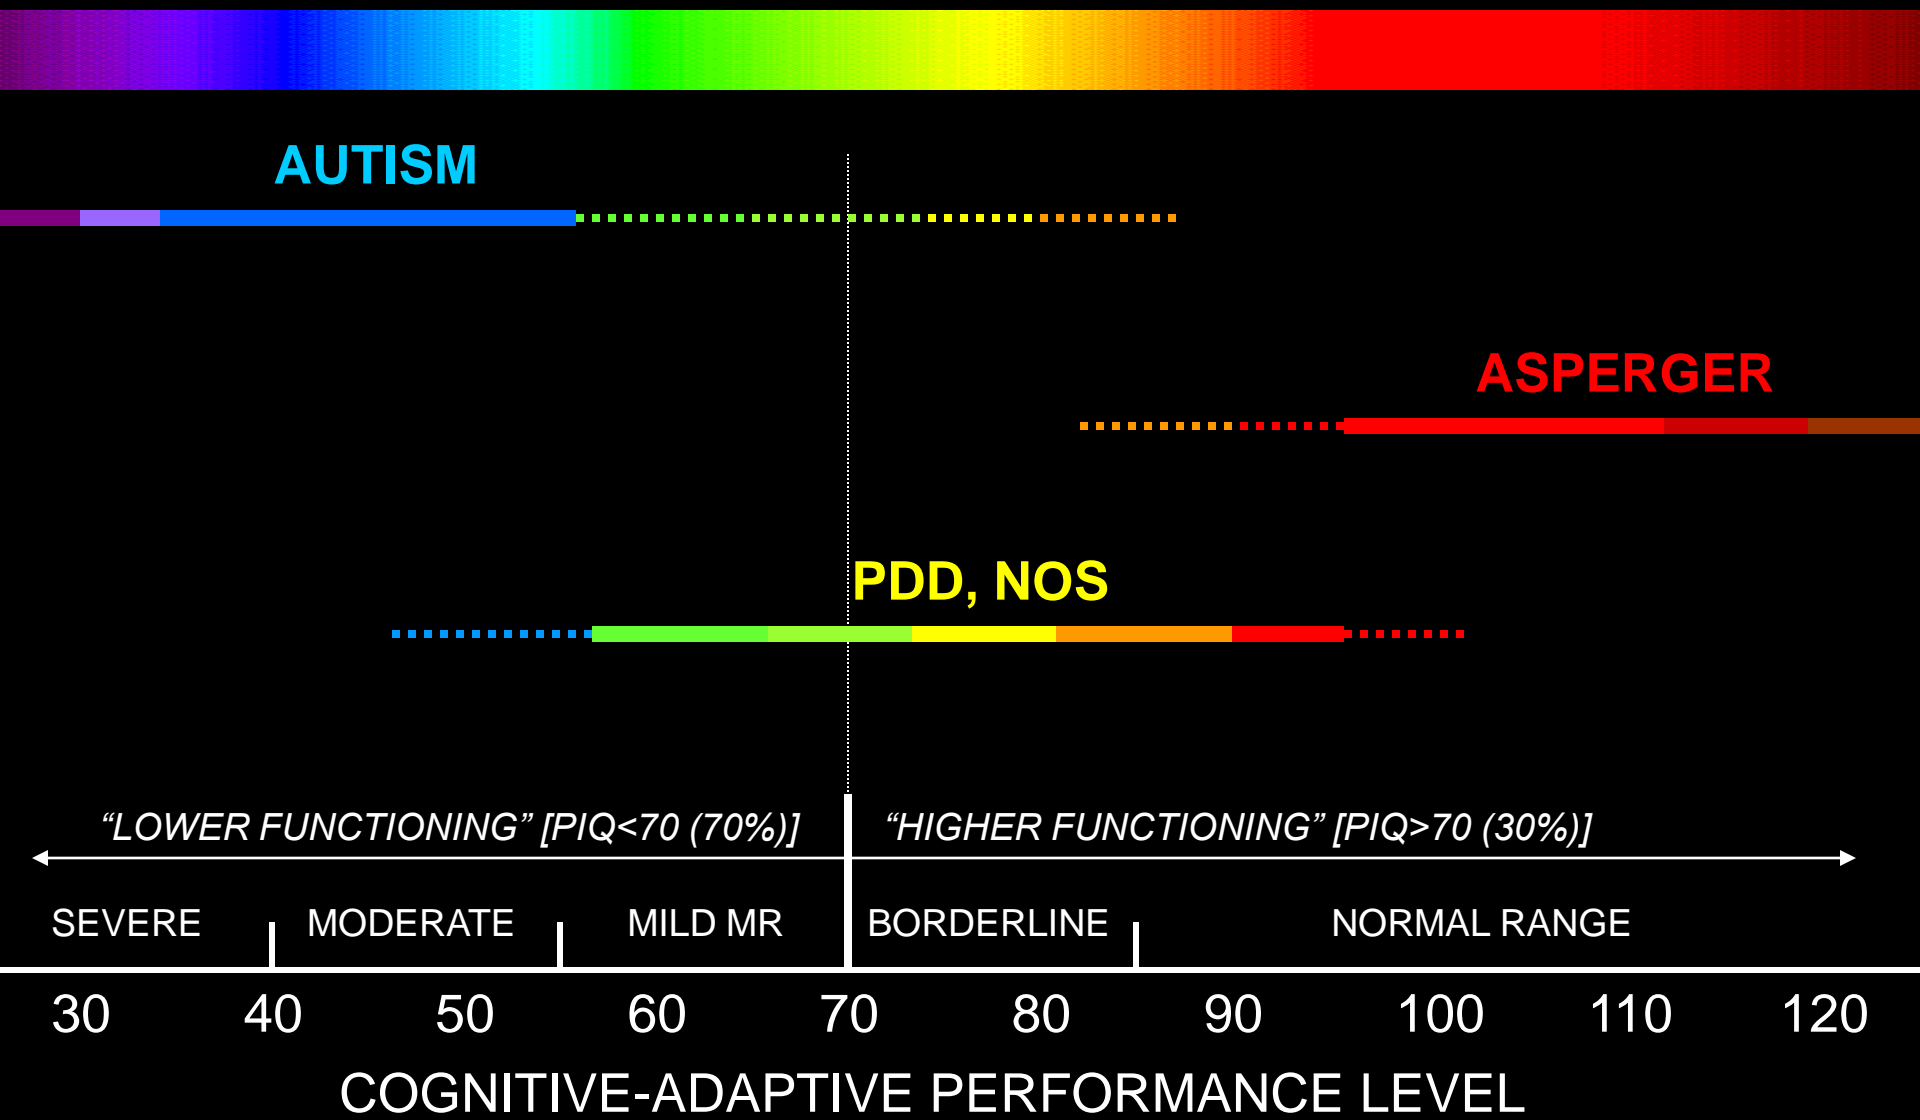 AUTISM
ASPERGER
PDD, NOS
“LOWER FUNCTIONING” [PIQ<70 (70%)] “HIGHER FUNCTIONING” [PIQ>70 (30%)]
SEVERE MODERATE MILD MR BORDERLINE NORMAL RANGE
30 40 50 60 70 80 90 100 110 120
COGNITIVE-ADAPTIVE PERFORMANCE LEVEL